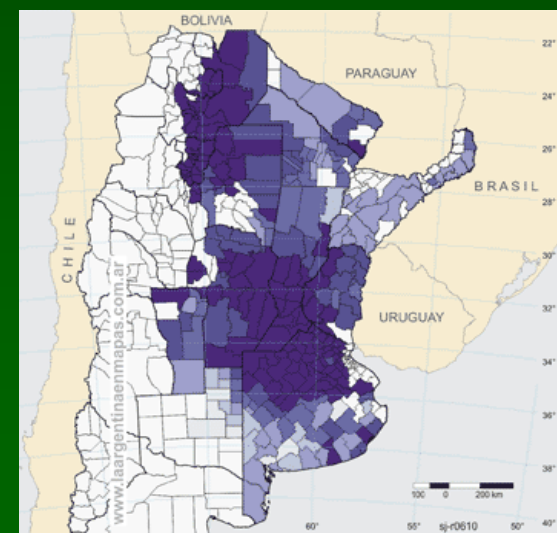 BOLIVIA
22°
PARAGUAY
24°
26°
BRASIL
28°
CHILE
30°
URUGUAY
32°
34°
36°
38°
100 0 200 km
www.laargentinaenmapas.com.ar
sj-r0610
60° 55° 50° 40°